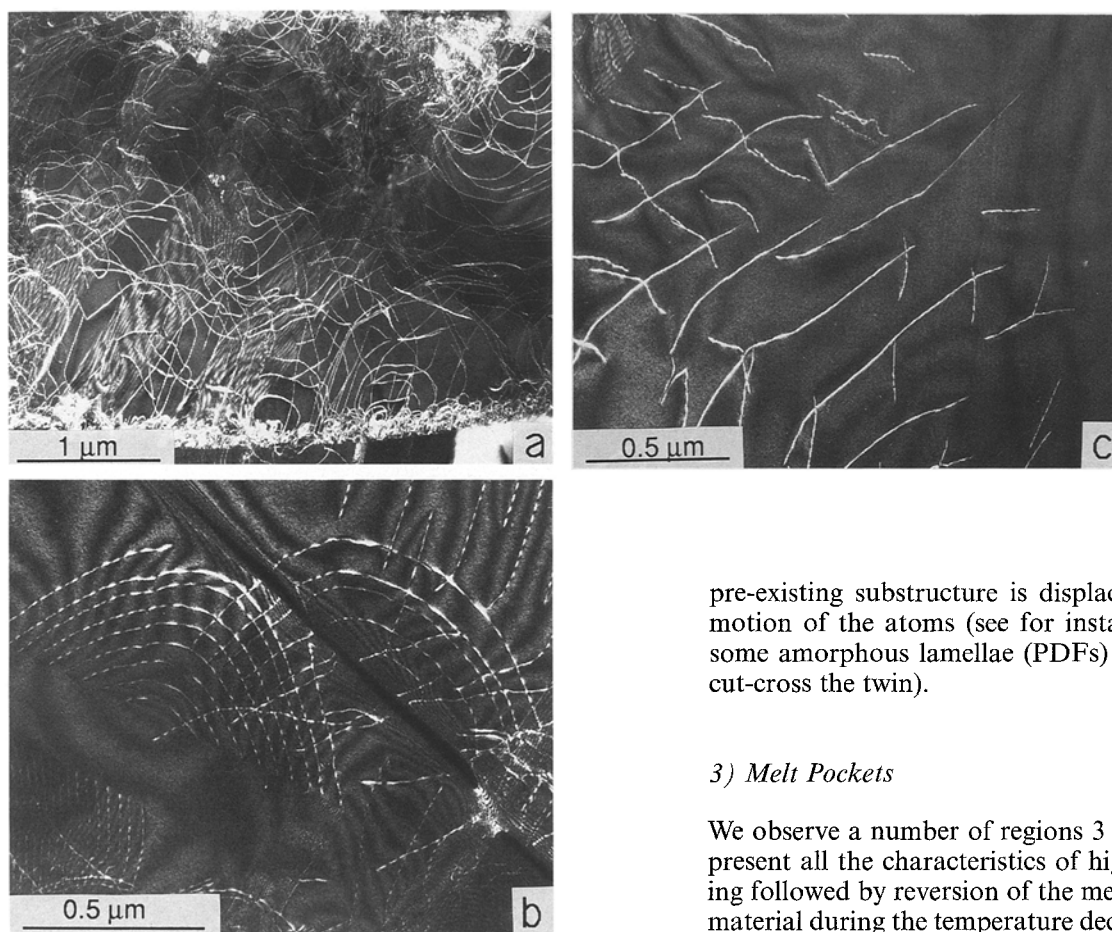 1 μm
a
0.5 μm
c
0.5 μm
b
pre-existing substructure is displac
motion of the atoms (see for insta
some amorphous lamellae (PDFs)
cut-cross the twin).
3) Melt Pockets
We observe a number of regions 3
present all the characteristics of hig
ing followed by reversion of the me
material during the temperature dec